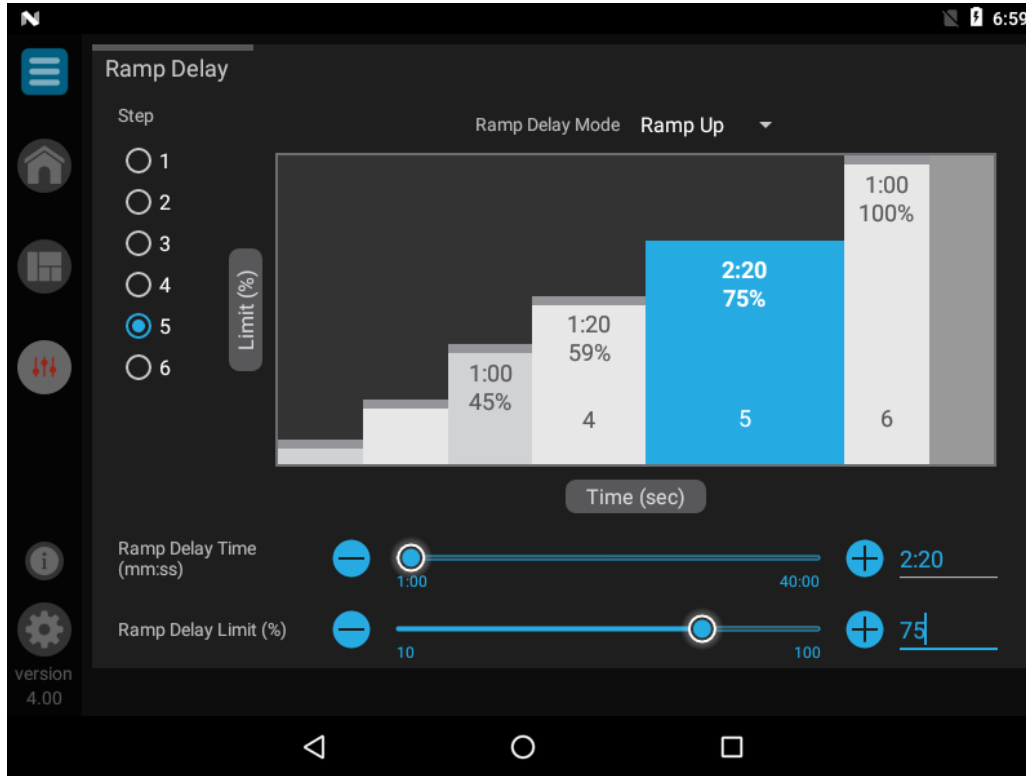 6:59
Ramp Delay
Step
Ramp Delay Mode Ramp Up
1
2
3
4
5
6
Limit (%)
1:00
45%
1:20
59%
4
2:20
75%
5
1:00
100%
6
Time (sec)
Ramp Delay Time
(mm:ss)
1:00
40:00
2:20
Ramp Delay Limit (%)
10
100
75
version
4.00